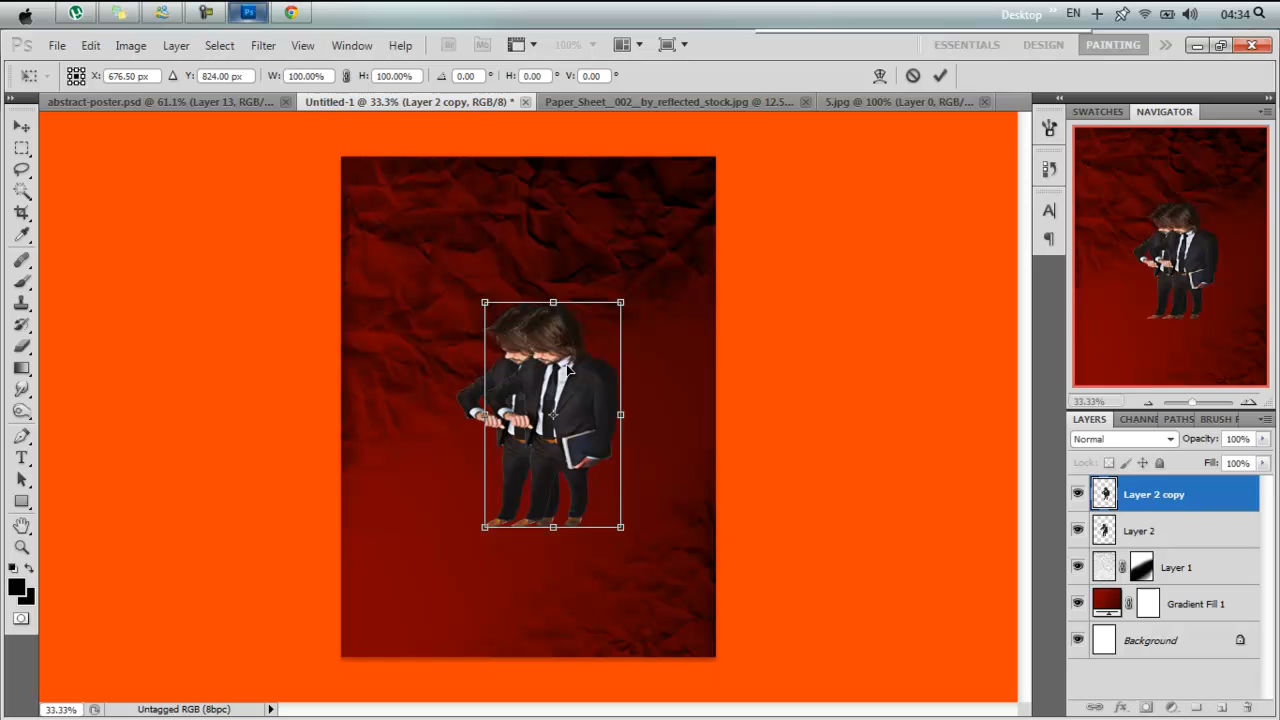 Desktop
EN
04:34
Ps File Edit Image Layer Select Filter View Window Help Br Mb 100% ESSENTIALS DESIGN PAINTING
X: 676.50 px Y: 824.00 px W: 100.00% H: 100.00% 0.00 ° H: 0.00 ° V: 0.00 °
abstract-poster.psd @ 61.1% (Layer 13, RGB/... Untitled-1 @ 33.3% (Layer 2 copy, RGB/8) * Paper_Sheet__002__by_reflected_stock.jpg @ 12.5... 5.jpg @ 100% (Layer 0, RGB/...
SWATCHES NAVIGATOR
33.33%
LAYERS CHANN PATHS BRUSH F
Normal Opacity: 100%
Lock: Fill: 100%
Layer 2 copy
Layer 2
Layer 1
Gradient Fill 1
Background
33.33% Untagged RGB (8bpc)